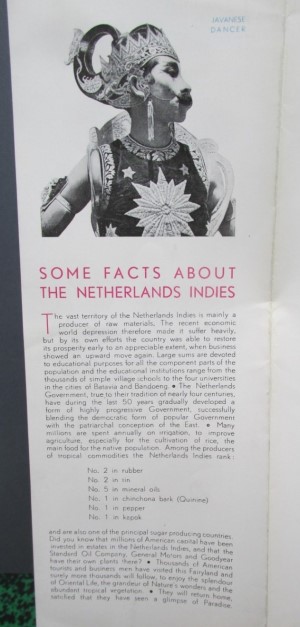 JAVANESE
DANCER
SOME FACTS ABOUT
THE NETHERLANDS INDIES
The vast territory of the Netherlands Indies is mainly a
producer of raw materials. The recent economic
world depression therefore made it suffer heavily,
but by its own efforts the country was able to restore
its prosperity early to an appreciable extent, when business
showed an upward move again. Large sums are devoted
to educational purposes for all the component parts of the
population and the educational institutions range from the
thousands of simple village schools to the four universities
in the cities of Batavia and Bandoeng. • The Netherlands
Government, true to their tradition of nearly four centuries,
have during the last 50 years gradually developed a
form of highly progressive Government, successfully
blending the democratic form of popular Government
with the patriarchal conception of the East. • Many
millions are spent annually on irrigation, to improve
agriculture, especially for the cultivation of rice, the
main food for the native population. Among the producers
of tropical commodities the Netherlands Indies rank:
No. 2 in rubber
No. 2 in tin
No. 5 in mineral oils
No. 1 in chinchona bark (Quinine)
No. 1 in pepper
No. 1 in kapok
and are also one of the principal sugar producing countries.
Did you know that millions of American capital have been
invested in estates in the Netherlands Indies, and that the
Standard Oil Company, General Motors and Goodyear
have their own plants there? • Thousands of American
tourists and business men have visited this Fairyland and
surely more thousands will follow, to enjoy the splendour
of Oriental Life, the grandeur of Nature's wonders and the
abundant tropical vegetation. • They will return home,
satisfied that they have seen a glimpse of Paradise.